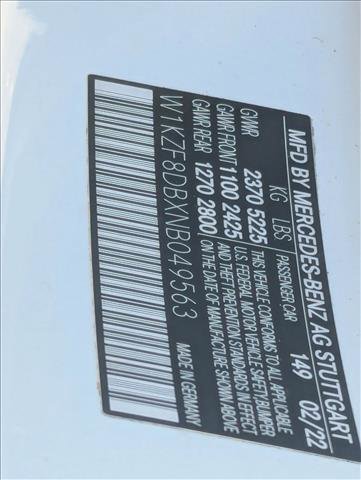 MFD BY MERCEDES-BENZ AG STUTTGART
KG LBS PASSENGER CAR 149 02/22
GVWR 2370 5225 THIS VEHICLE CONFORMS TO ALL APPLICABLE
GAWR FRONT 1100 2425 U.S. FEDERAL MOTOR VEHICLE SAFETY, BUMPER
GAWR REAR 1270 2800 AND THEFT PREVENTION STANDARDS IN EFFECT
ON THE DATE OF MANUFACTURE SHOWN ABOVE
W1KZF8DBXNB049563 MADE IN GERMANY